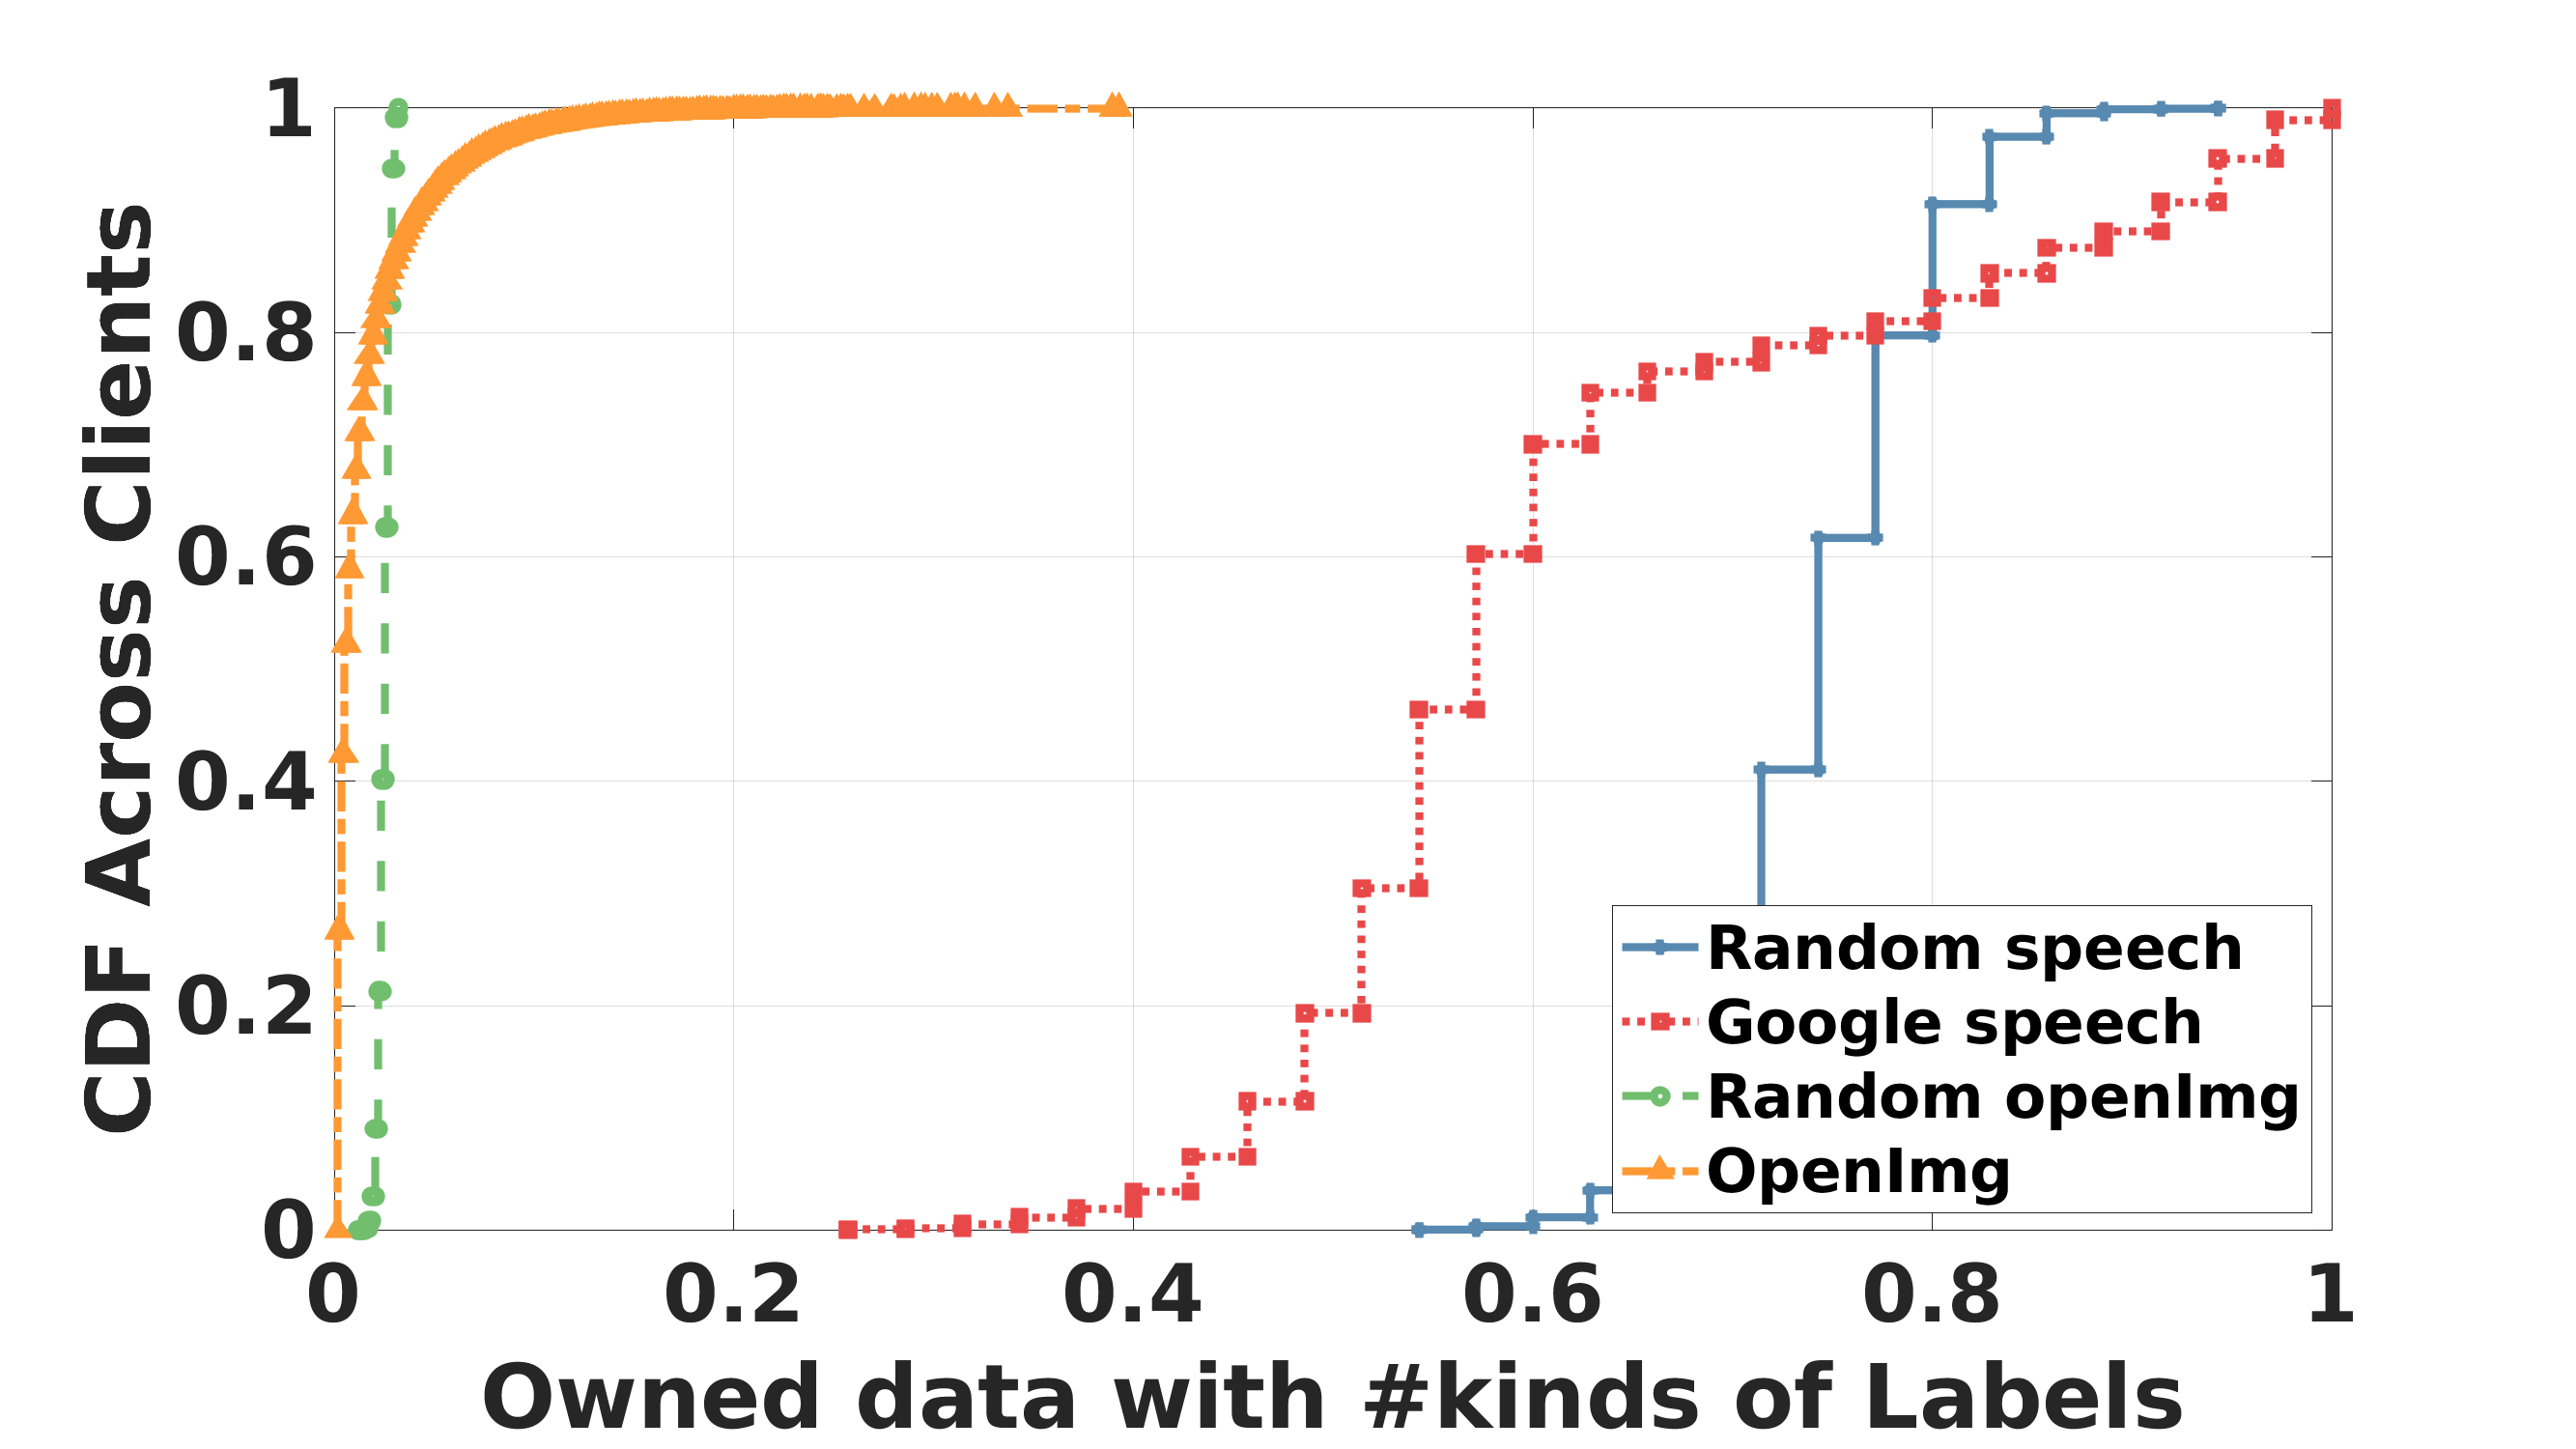 CDF Across Clients
1
0.8
0.6
0.4
0.2
0
0 0.2 0.4 0.6 0.8 1
Owned data with #kinds of Labels
Random speech
Google speech
Random openImg
OpenImg